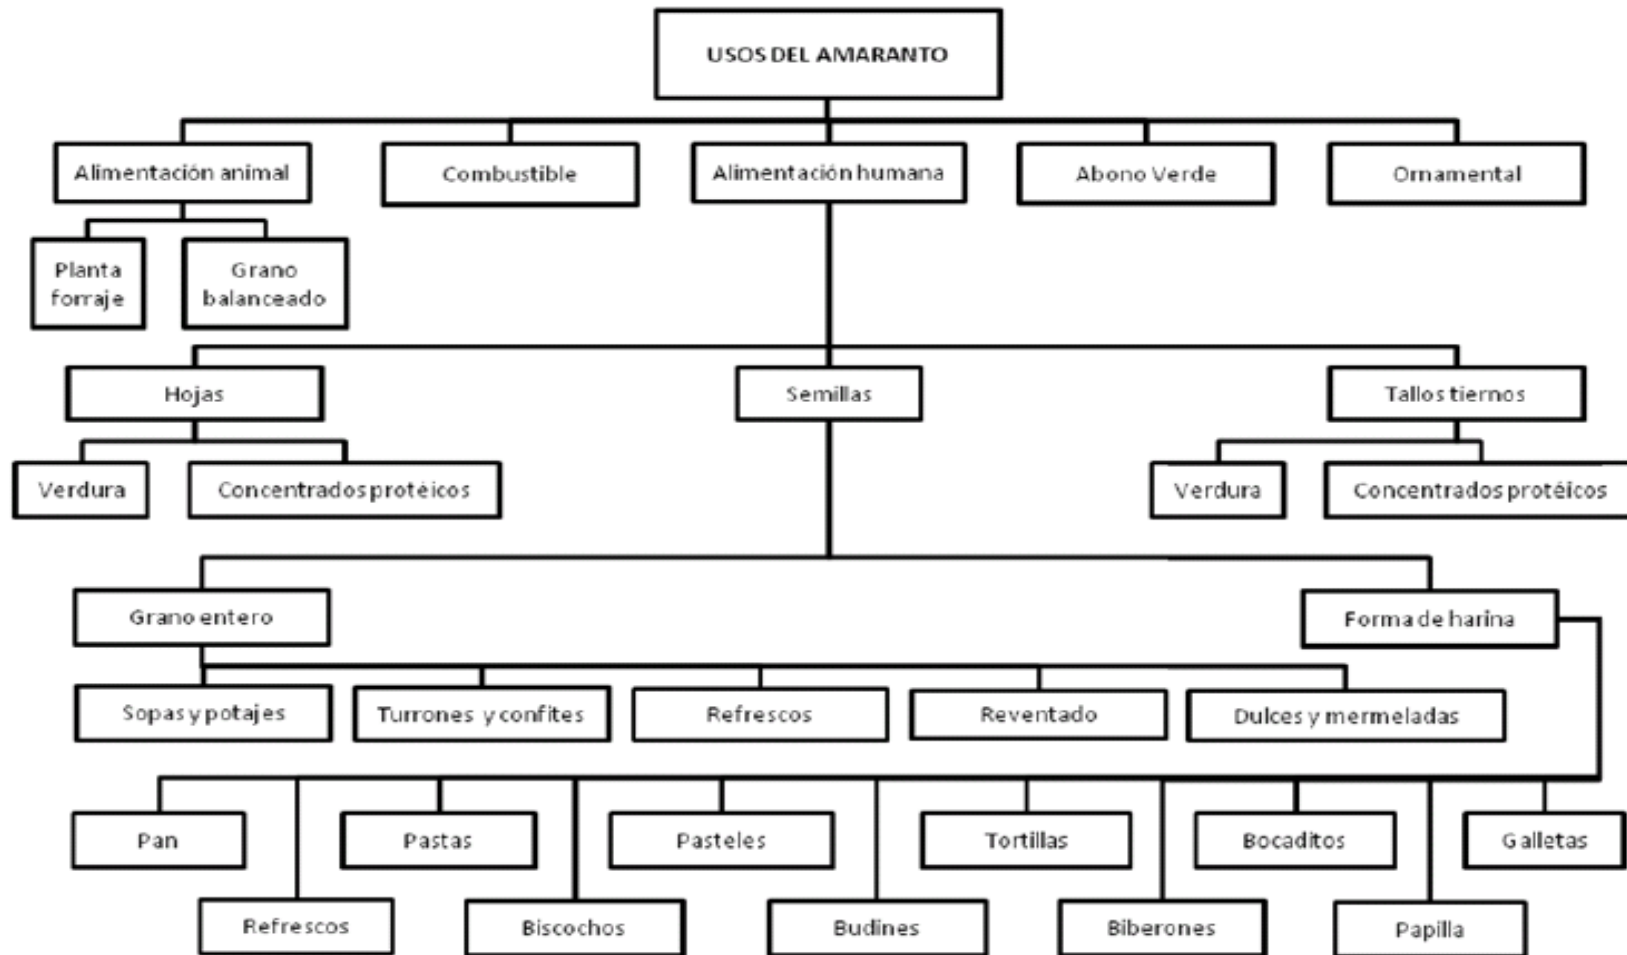 USOS DEL AMARANTO
Alimentación animal
Combustible
Alimentación humana
Abono Verde
Ornamental
Planta
forraje
Grano
balanceado
Hojas
Semillas
Tallos tiernos
Verdura
Concentrados protéicos
Verdura
Concentrados protéicos
Grano entero
Forma de harina
Sopas y potajes
Turrones y confites
Refrescos
Reventado
Dulces y mermeladas
Pan
Pastas
Pasteles
Tortillas
Bocaditos
Galletas
Refrescos
Biscochos
Budines
Biberones
Papilla